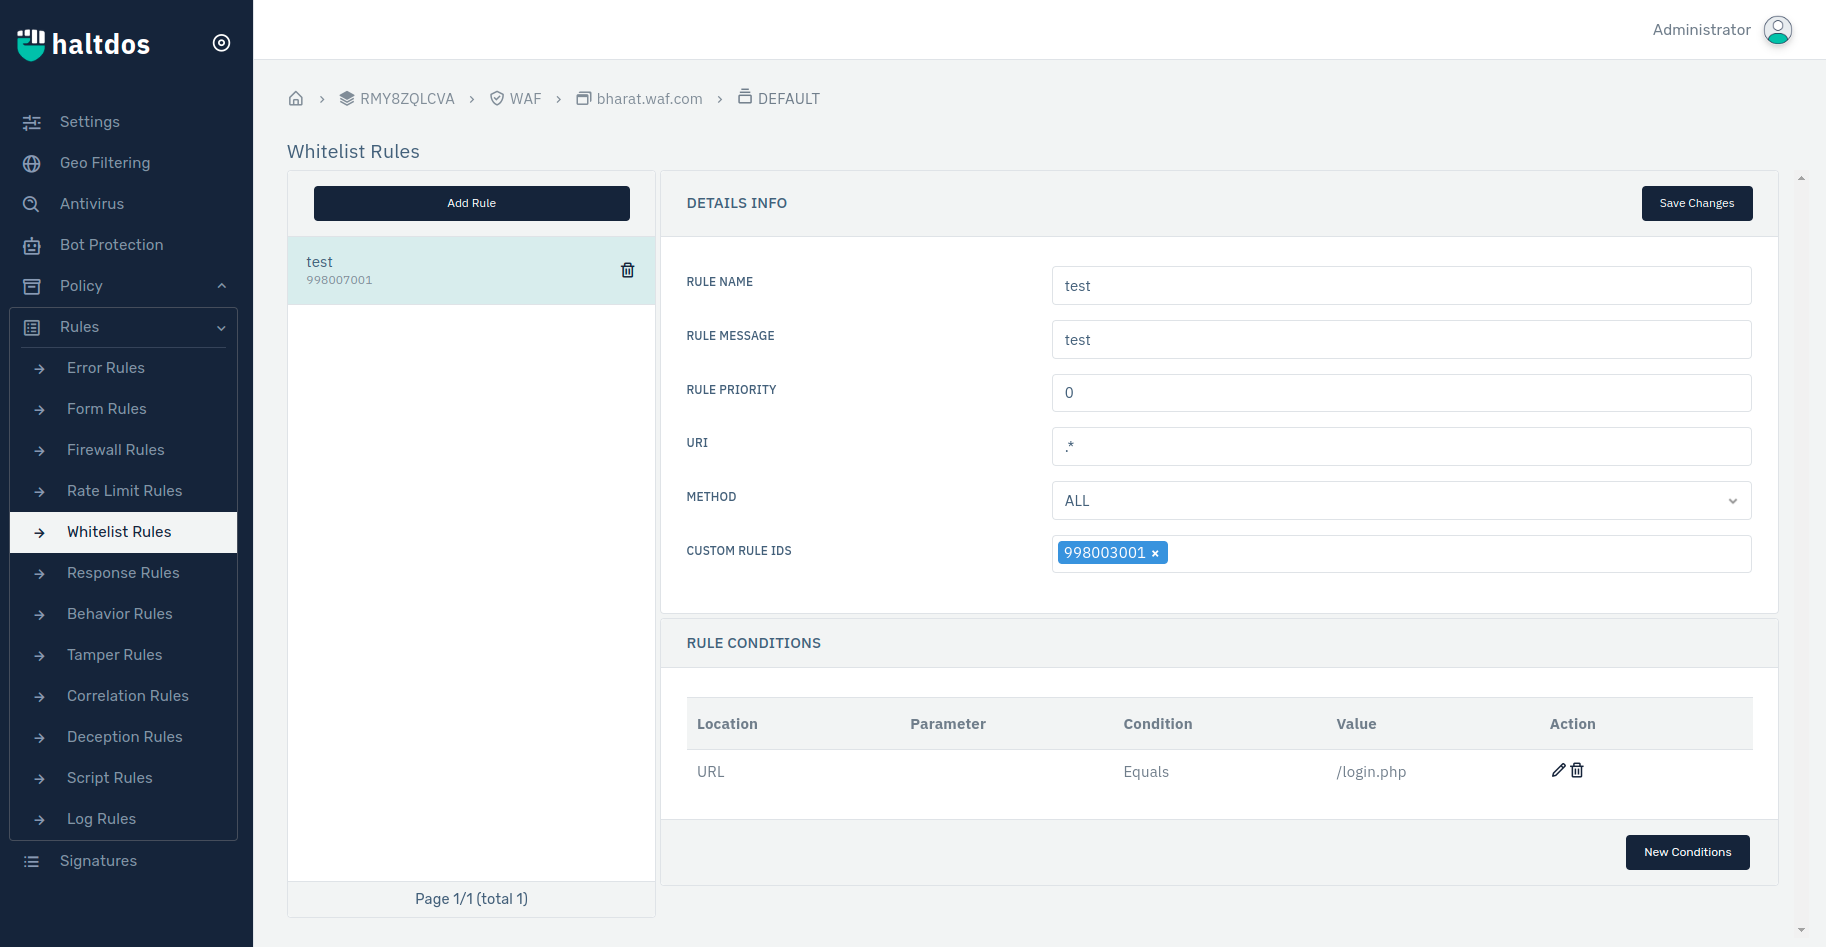 haltdos
Administrator
Settings
Geo Filtering
Antivirus
Bot Protection
Policy
Rules
Error Rules
Form Rules
Firewall Rules
Rate Limit Rules
Whitelist Rules
Response Rules
Behavior Rules
Tamper Rules
Correlation Rules
Deception Rules
Script Rules
Log Rules
Signatures
RMY8ZQLCVA > WAF > bharat.waf.com > DEFAULT
Whitelist Rules
Add Rule
test
998007001
Page 1/1 (total 1)
DETAILS INFO
Save Changes
RULE NAME test
RULE MESSAGE test
RULE PRIORITY 0
URI .*
METHOD ALL
CUSTOM RULE IDS 998003001 ×
RULE CONDITIONS
Location Parameter Condition Value Action
URL Equals /login.php
New Conditions